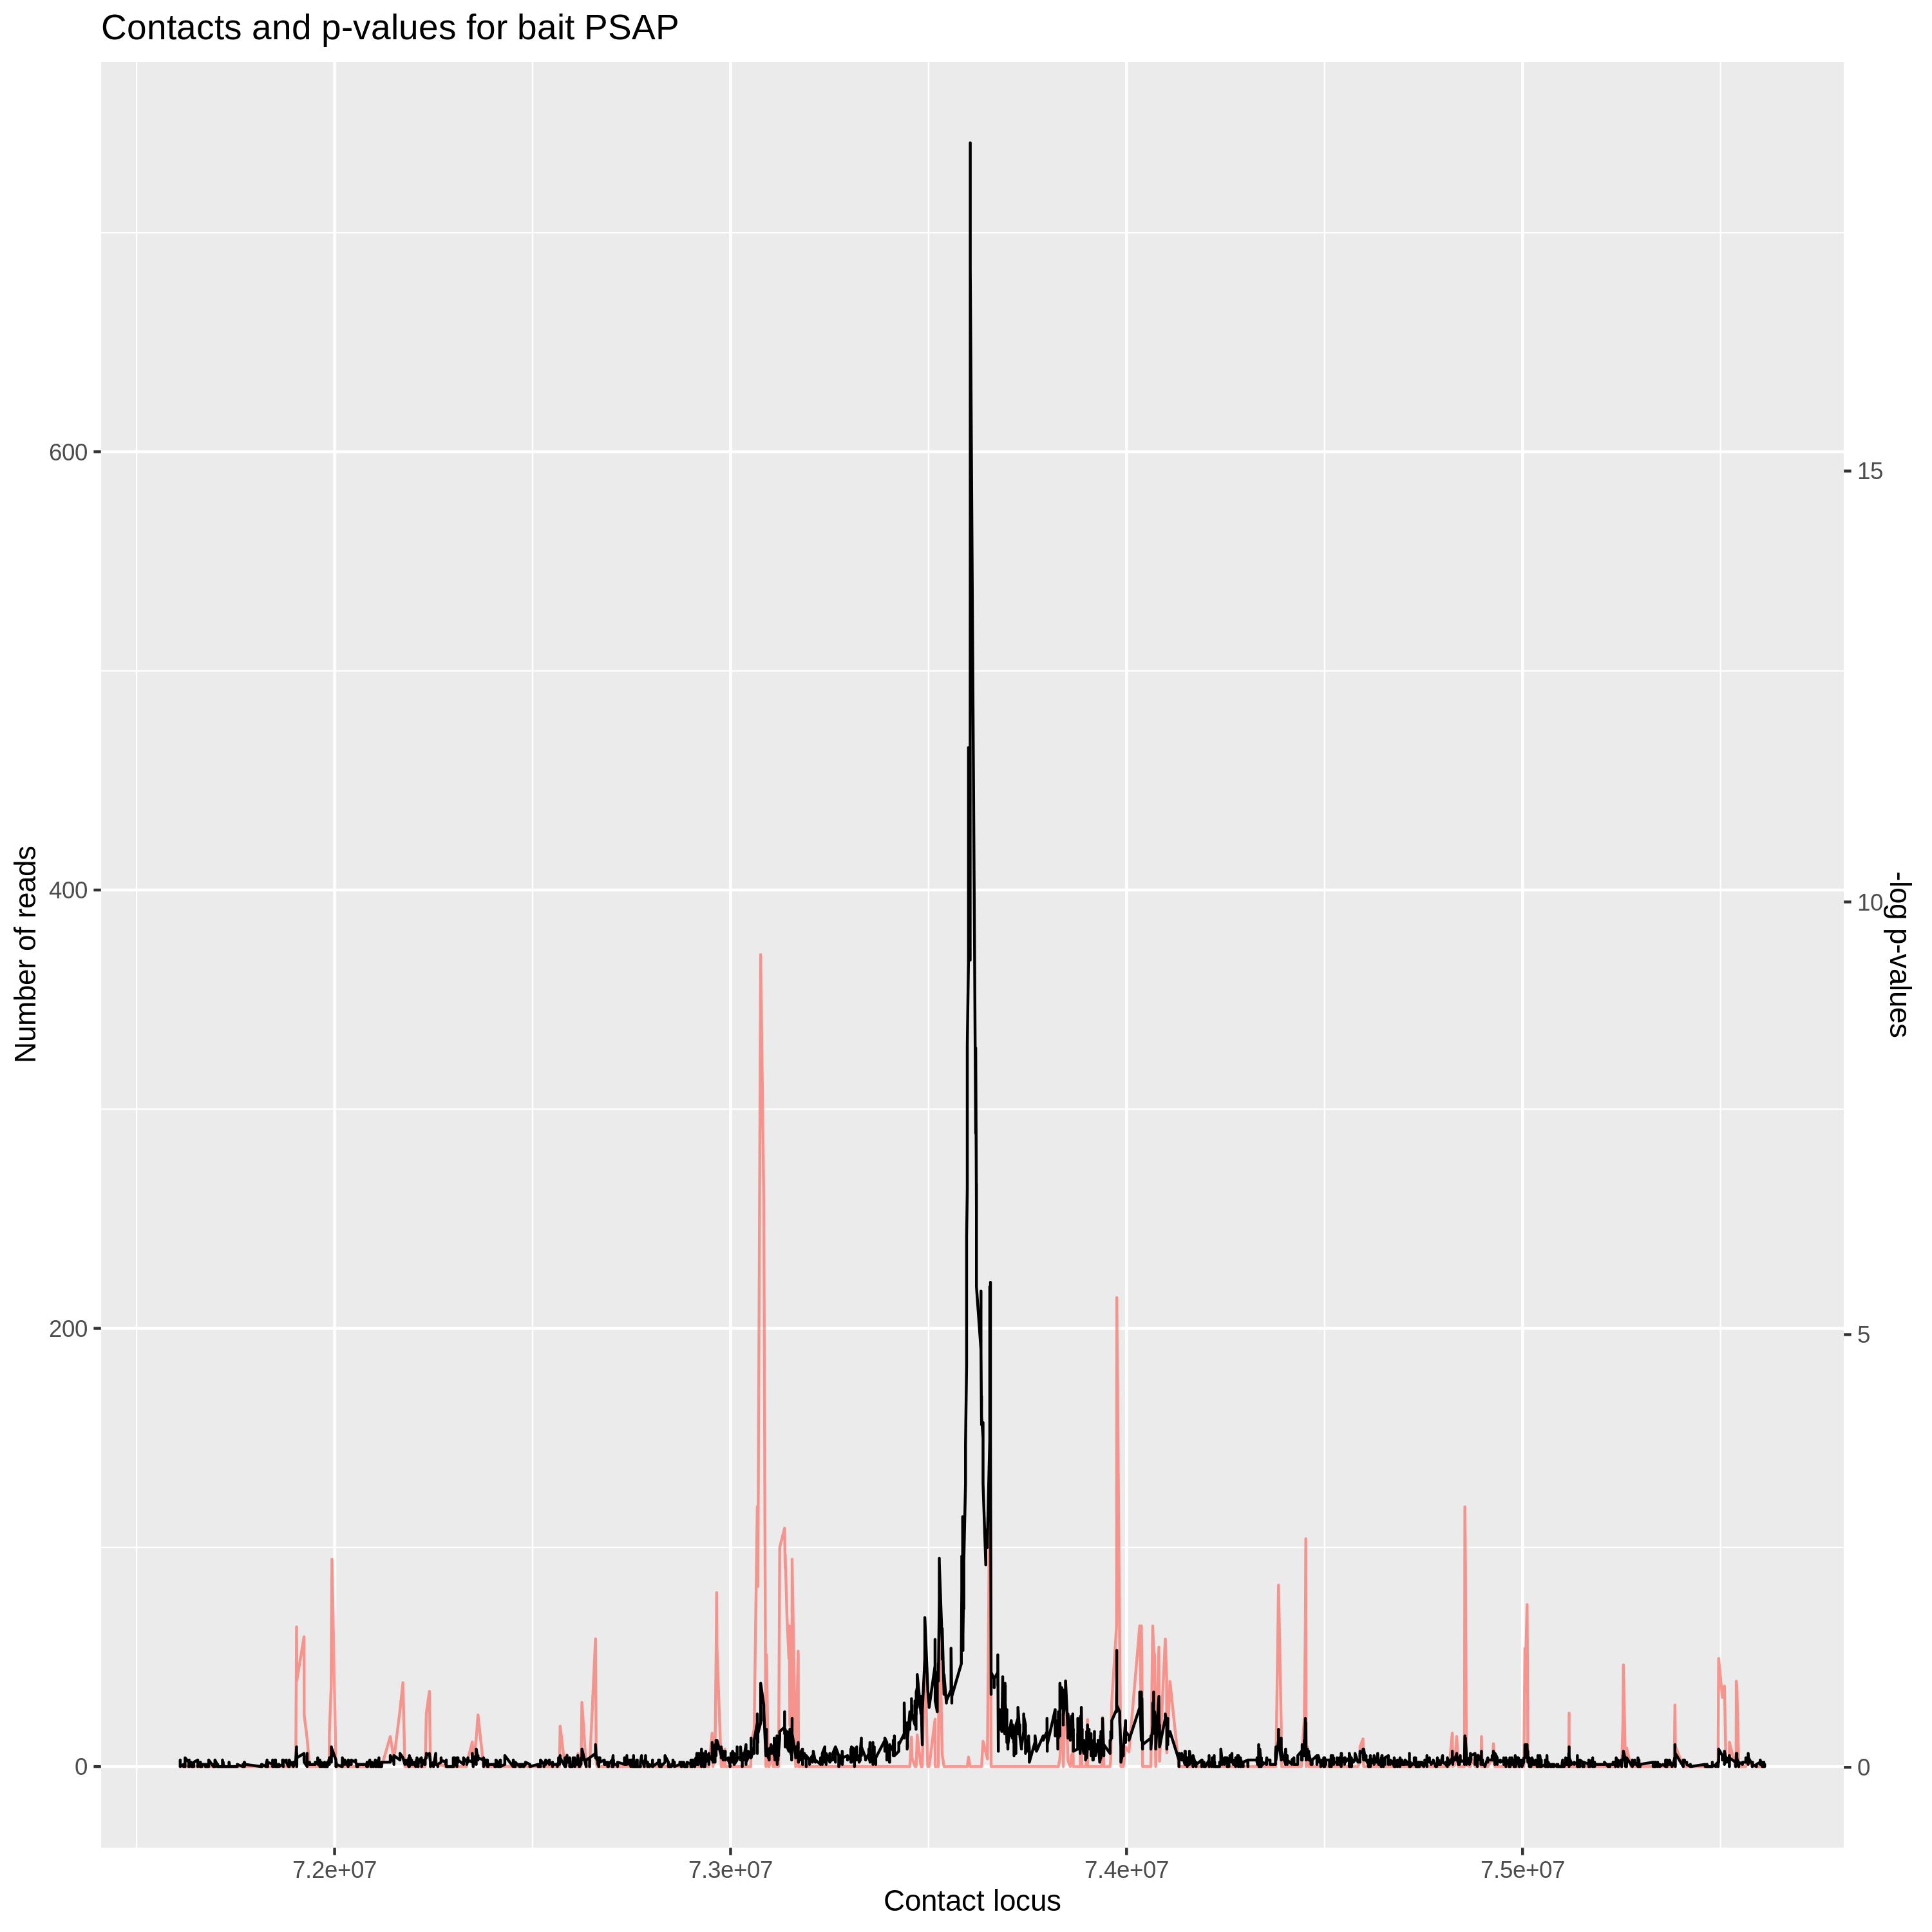 Contacts and p-values for bait PSAP
Number of reads
600
400
200
0
15
10
5
0
-log p-values
7.2e+07
7.3e+07
7.4e+07
7.5e+07
Contact locus